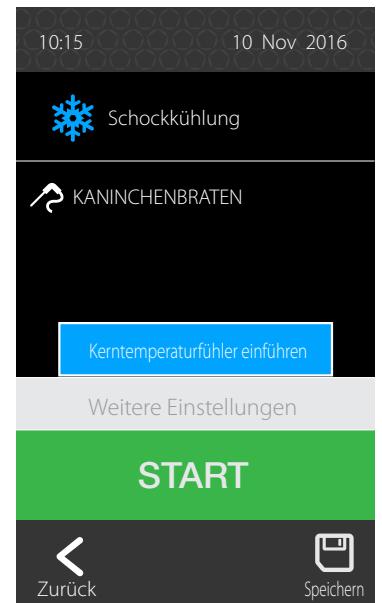 10:15 10 Nov 2016
Schockkühlung
KANINCHENBRATEN
Kerntemperaturfühler einführen
Weitere Einstellungen
START
Zurück Speichern